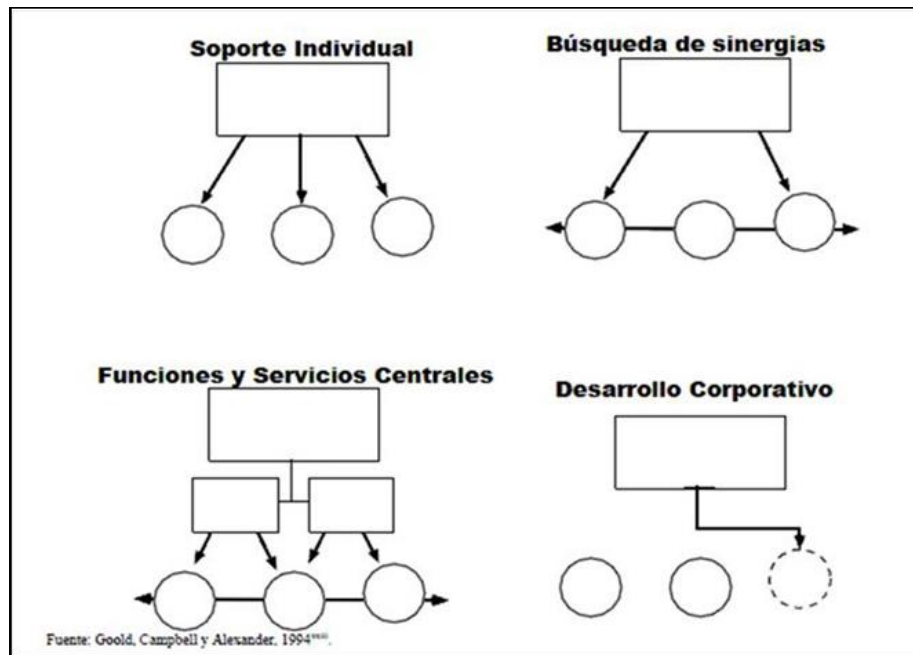 Soporte Individual
Búsqueda de sinergias
Funciones y Servicios Centrales
Desarrollo Corporativo
Fuente: Goold, Campbell y Alexander, 1994